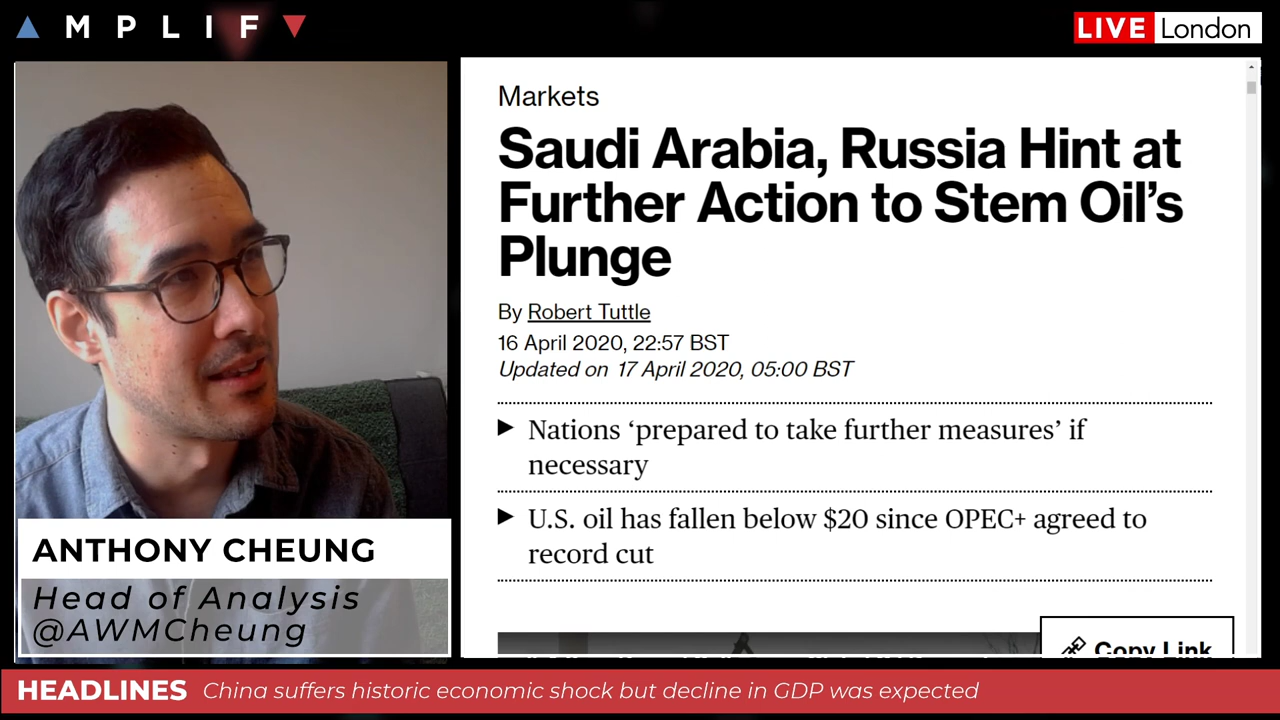 AMPLIFY
LIVE London
Markets
Saudi Arabia, Russia Hint at
Further Action to Stem Oil’s
Plunge
By Robert Tuttle
16 April 2020, 22:57 BST
Updated on 17 April 2020, 05:00 BST
Nations ‘prepared to take further measures’ if
necessary
U.S. oil has fallen below $20 since OPEC+ agreed to
record cut
Copy Link
ANTHONY CHEUNG
Head of Analysis
@AWMCheung
HEADLINES China suffers historic economic shock but decline in GDP was expected